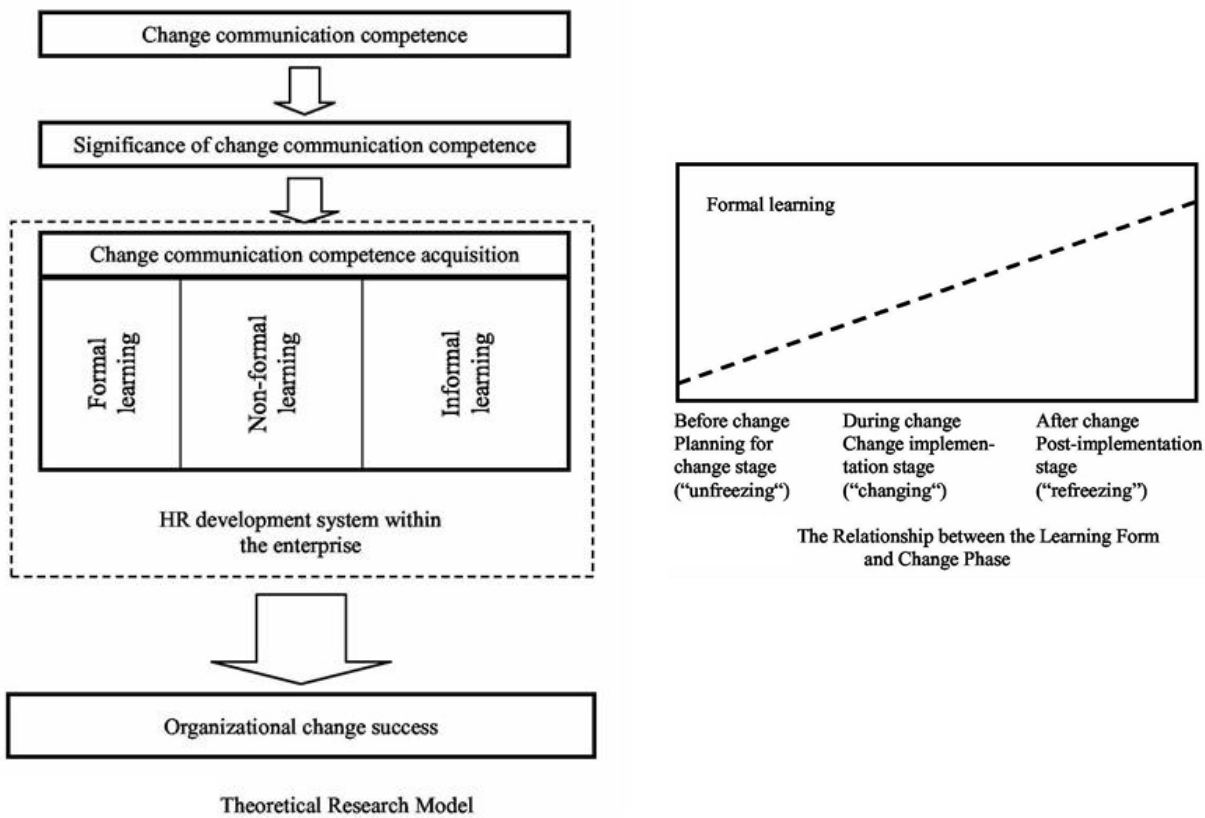 Change communication competence
Significance of change communication competence
Change communication competence acquisition
Formal
learning
Non-formal
learning
Informal
learning
HR development system within
the enterprise
Organizational change success
Theoretical Research Model
Formal learning
Before change
Planning for
change stage
(“unfreezing“)
During change
Change implemen-
tation stage
(“changing“)
After change
Post-implementation
stage
(“refreezing”)
The Relationship between the Learning Form
and Change Phase